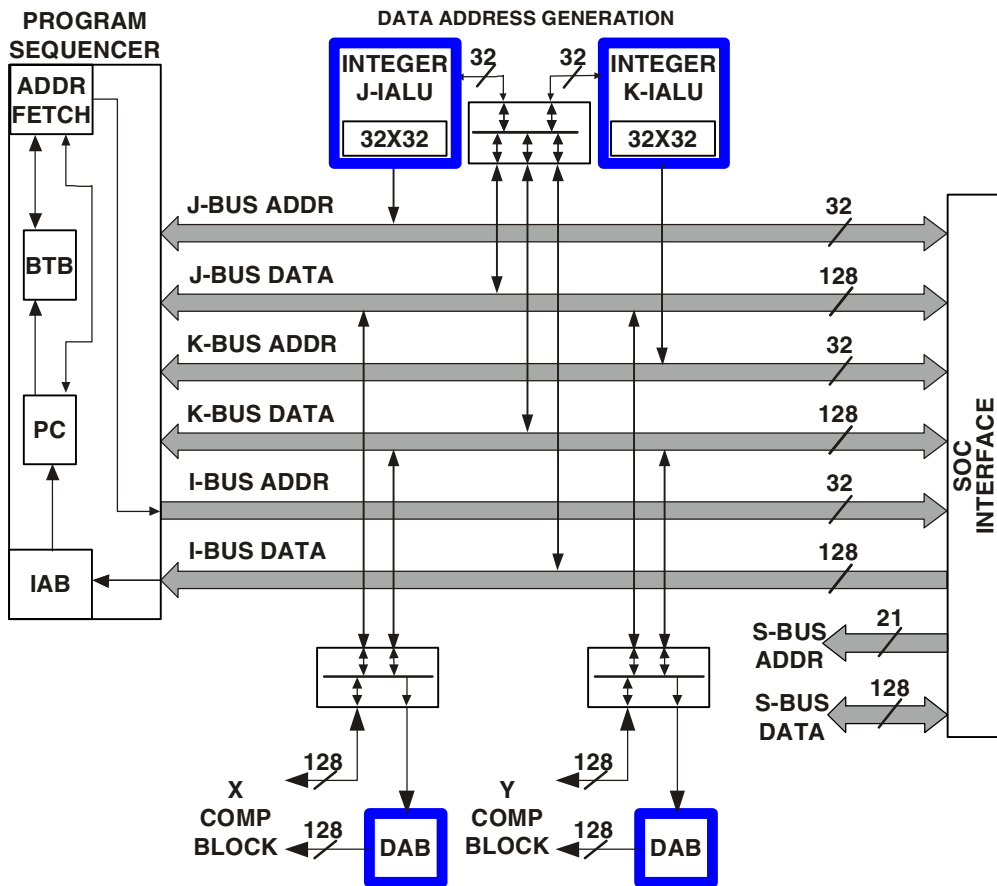 DATA ADDRESS GENERATION
PROGRAM
SEQUENCER
ADDR
FETCH
BTB
PC
IAB
INTEGER
J-IALU
32X32
32
32
INTEGER
K-IALU
32X32
J-BUS ADDR
32
J-BUS DATA
128
K-BUS ADDR
32
K-BUS DATA
128
I-BUS ADDR
32
I-BUS DATA
128
SOC
INTERFACE
S-BUS
ADDR
21
S-BUS
DATA
128
X
COMP
BLOCK
128
128
DAB
Y
COMP
BLOCK
128
128
DAB